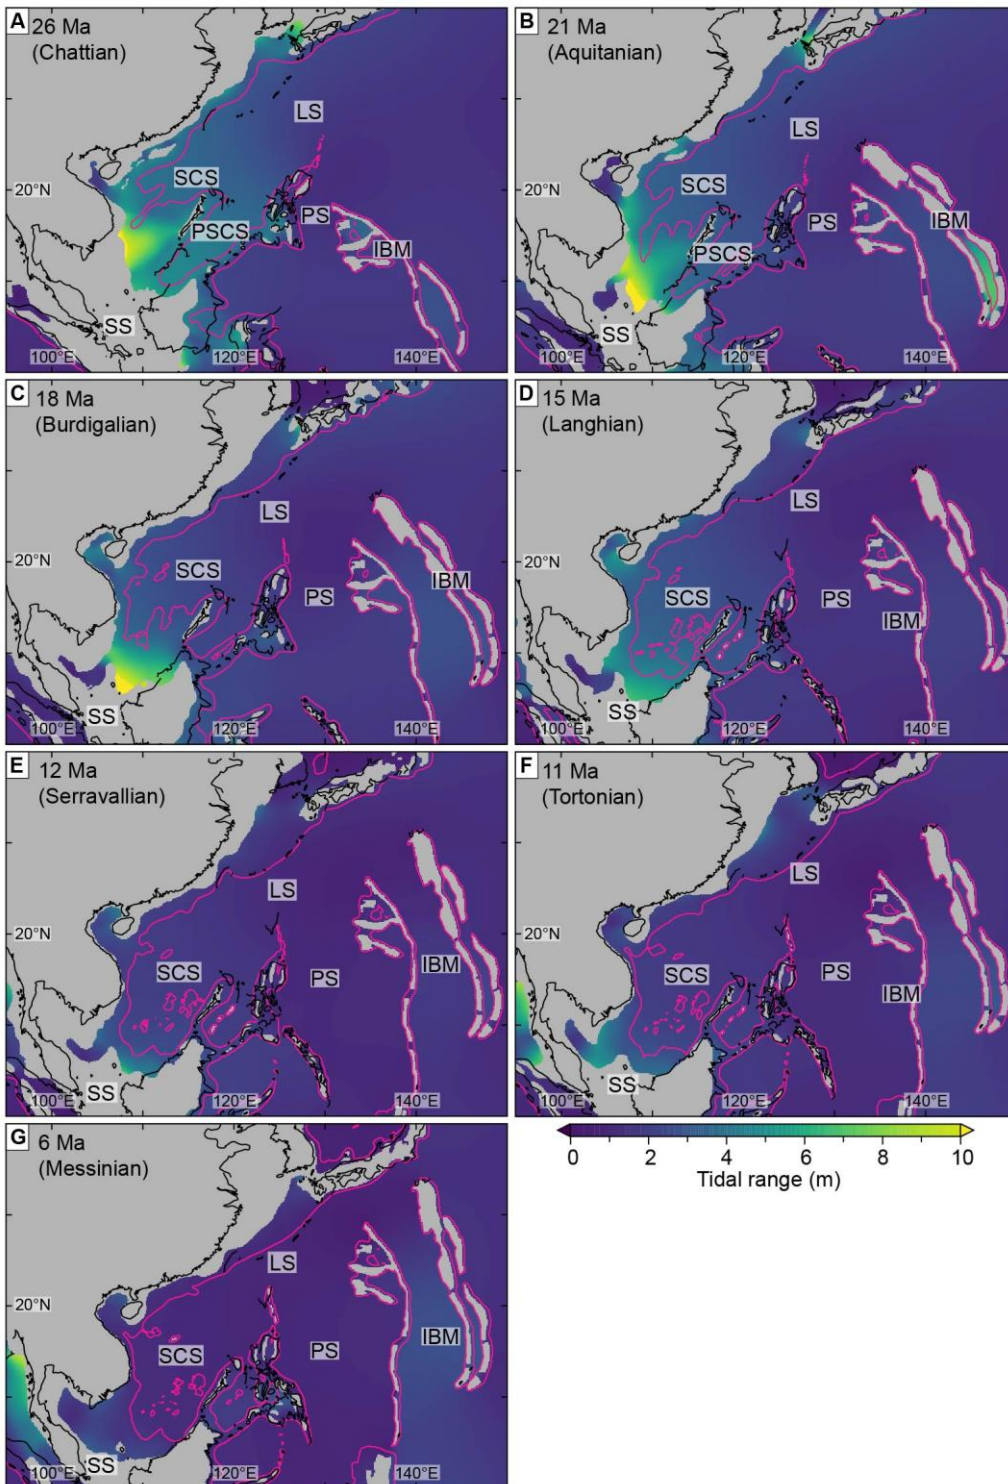 A
26 Ma
(Chattian)
LS
SCS
20°N
PS
PSCS
IBM
SS
100°E
120°E
140°E
B
21 Ma
(Aquitanian)
LS
SCS
20°N
PS
IBM
PSCS
SS
100°E
120°E
140°E
C
18 Ma
(Burdigalian)
LS
20°N
SCS
IBM
PS
SS
100°E
120°E
140°E
D
15 Ma
(Langhian)
LS
20°N
SCS
PS
IBM
SS
100°E
120°E
140°E
E
12 Ma
(Serravallian)
LS
20°N
SCS
PS
IBM
SS
100°E
120°E
140°E
F
11 Ma
(Tortonian)
LS
20°N
SCS
PS
IBM
SS
100°E
120°E
140°E
G
6 Ma
(Messinian)
LS
20°N
IBM
PS
SCS
SS
100°E
120°E
140°E
0 2 4 6 8 10
Tidal range (m)